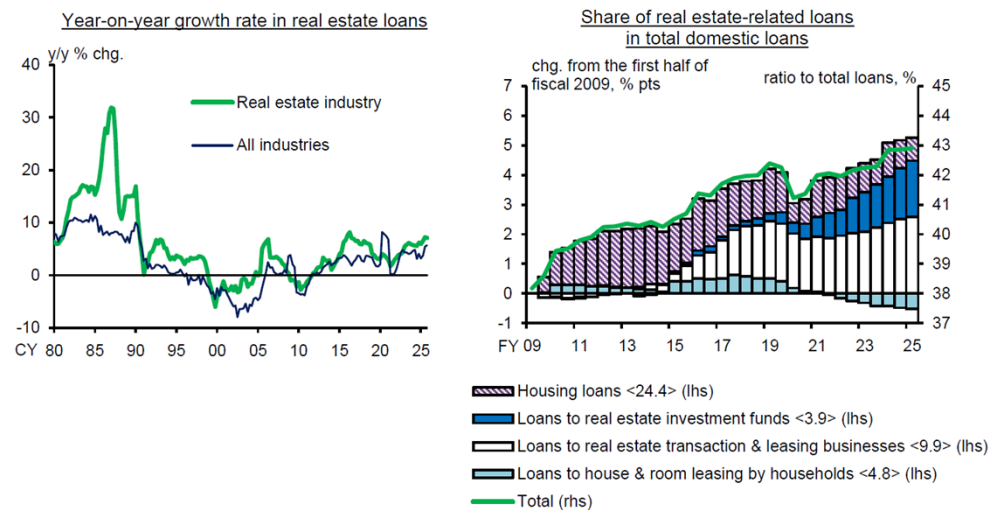 Year-on-year growth rate in real estate loans
y/y % chg.
40
30
20
10
0
-10
Real estate industry
All industries
CY 80 85 90 95 00 05 10 15 20 25
Share of real estate-related loans
in total domestic loans
chg. from the first half of
fiscal 2009, % pts
ratio to total loans, %
7
6
5
4
3
2
1
0
-1
45
44
43
42
41
40
39
38
37
FY 09 11 13 15 17 19 21 23 25
Housing loans <24.4> (lhs)
Loans to real estate investment funds <3.9> (lhs)
Loans to real estate transaction & leasing businesses <9.9> (lhs)
Loans to house & room leasing by households <4.8> (lhs)
Total (rhs)